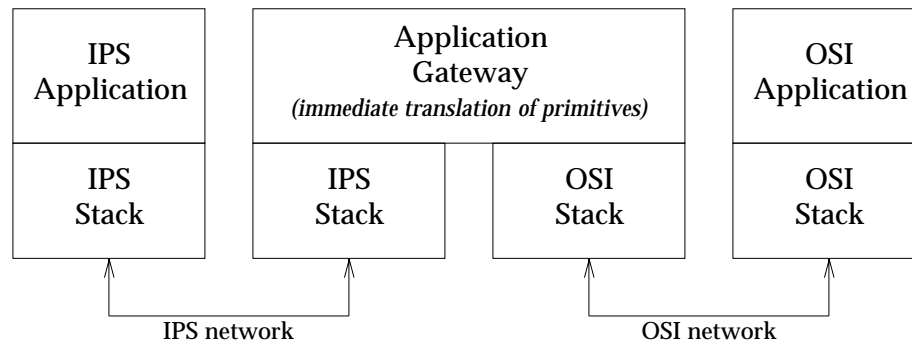 IPS
Application
Application
Gateway
(immediate translation of primitives)
OSI
Application
IPS
Stack
IPS
Stack
OSI
Stack
OSI
Stack
IPS network
OSI network